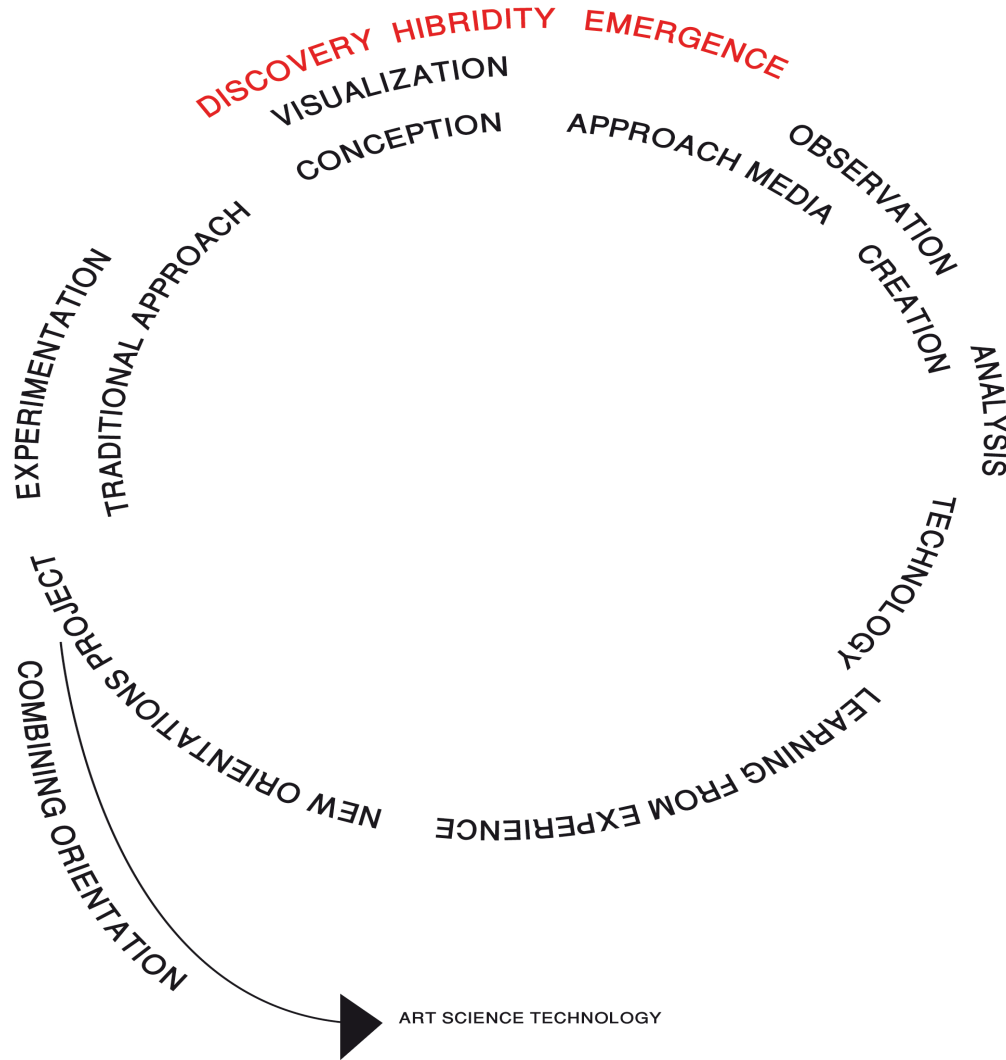 DISCOVERY HIBRIDITY EMERGENCE
VISUALIZATION
CONCEPTION
APPROACH MEDIA
OBSERVATION
CREATION
ANALYSIS
TECHNOLOGY
LEARNING FROM EXPERIENCE
NEW ORIENTATIONS PROJECT
TRADITIONAL APPROACH
EXPERIMENTATION
COMBINING ORIENTATION
ART SCIENCE TECHNOLOGY